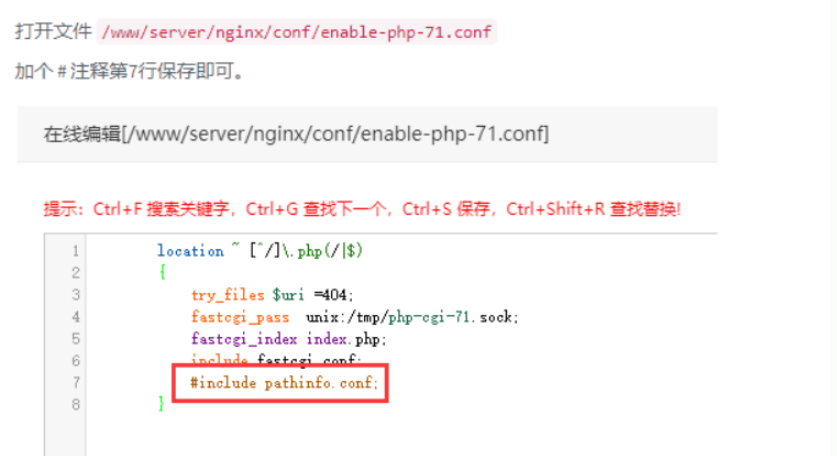 打开文件 /www/server/nginx/conf/enable-php-71.conf
加个 # 注释第7行保存即可。
在线编辑[/www/server/nginx/conf/enable-php-71.conf]
提示：Ctrl+F 搜索关键字，Ctrl+G 查找下一个，Ctrl+S 保存，Ctrl+Shift+R 查找替换!
1 location ~ [^/]\.php(/|$)
2 {
3 try_files $uri =404;
4 fastcgi_pass  unix:/tmp/php-cgi-71.sock;
5 fastcgi_index index.php;
6 include fastcgi.conf;
7 #include pathinfo.conf;
8 }